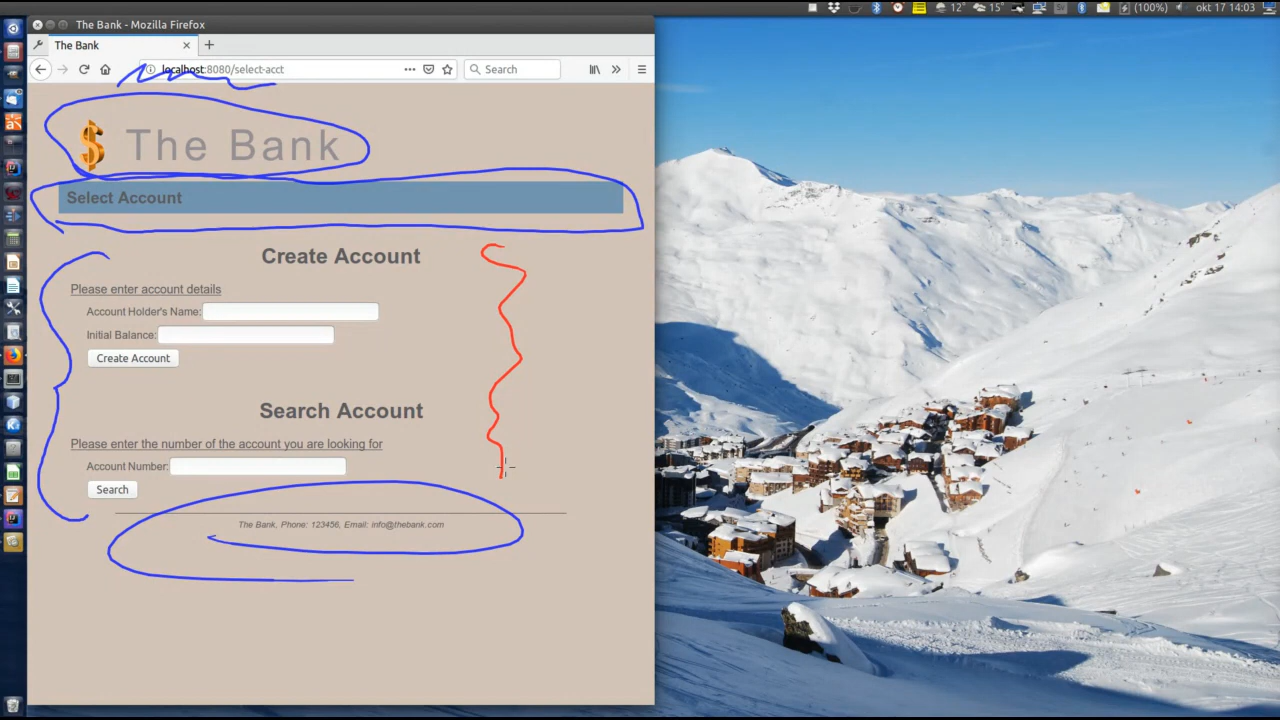 The Bank - Mozilla Firefox
12° 15° (100%) okt 17 14:03
The Bank
localhost:8080/select-acct
Search
$ The Bank
Select Account
Create Account
Please enter account details
Account Holder's Name:
Initial Balance:
Create Account
Search Account
Please enter the number of the account you are looking for
Account Number:
Search
The Bank, Phone: 123456, Email: info@thebank.com